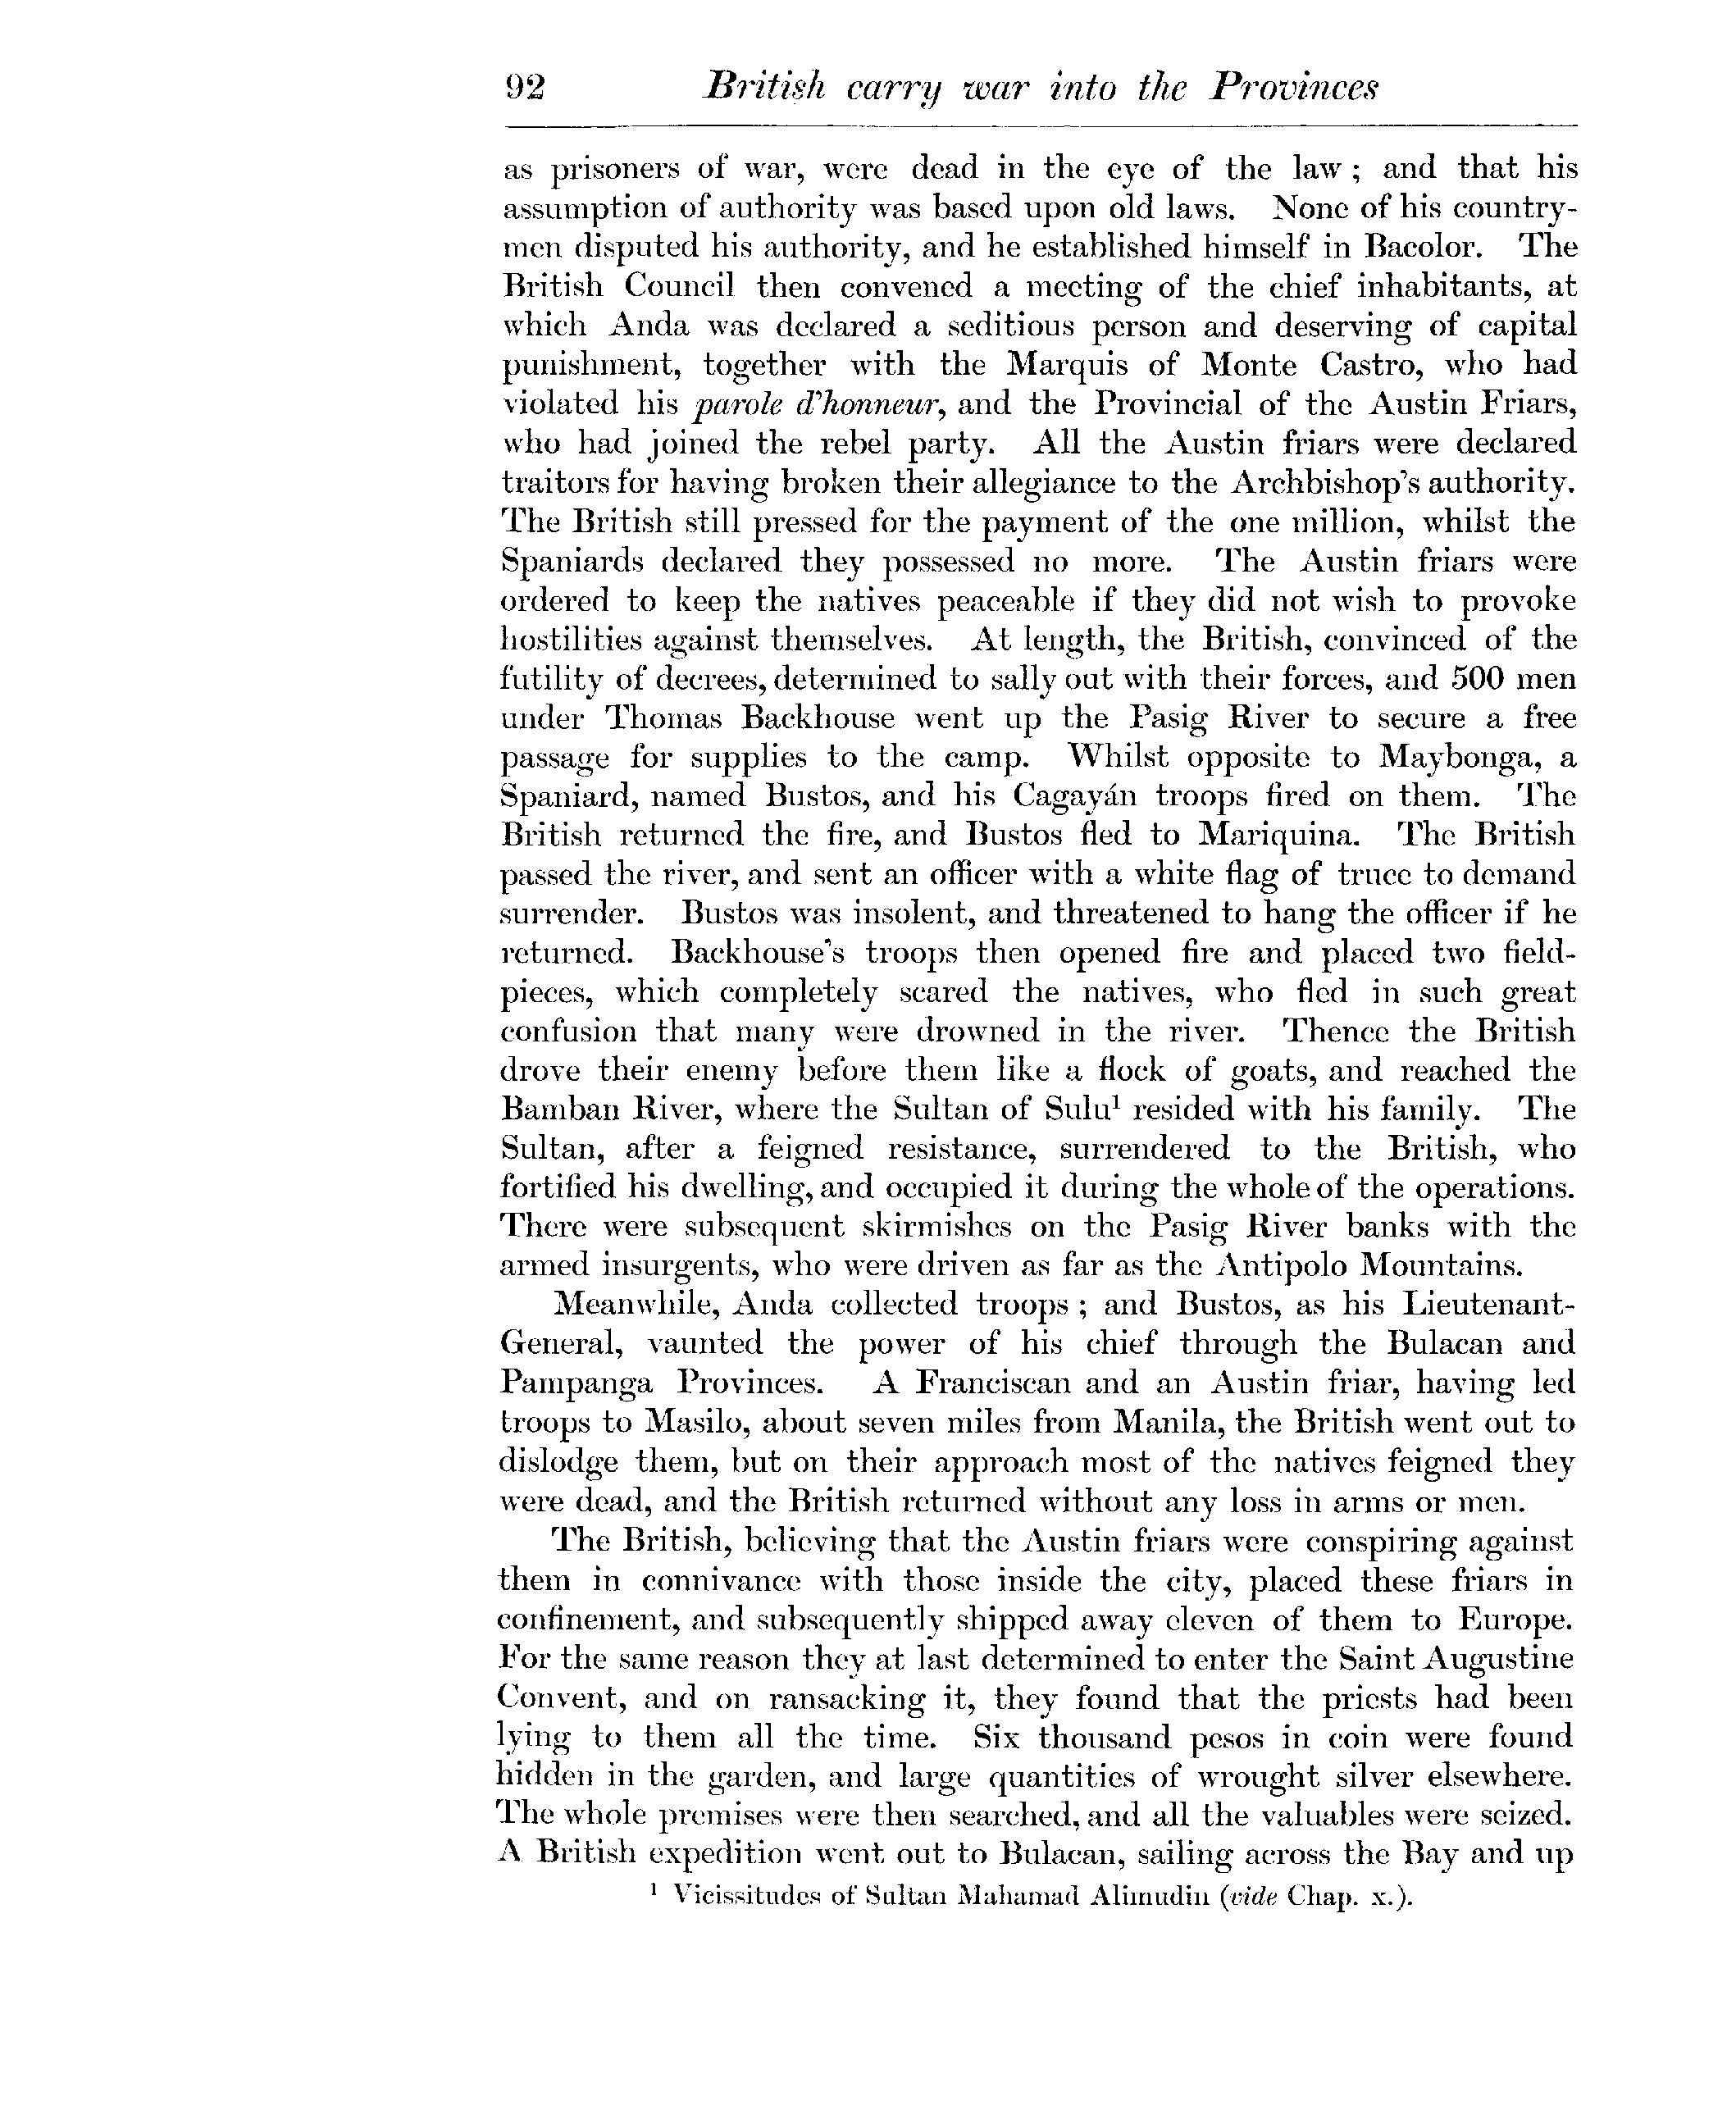 92 British carry war into the Provinces
as prisoners of war, were dead in the eye of the law ; and that his
assumption of authority was based upon old laws. None of his country-
men disputed his authority, and he established himself in Bacolor. The
British Council then convened a meeting of the chief inhabitants, at
which Anda was declared a seditious person and deserving of capital
punishment, together with the Marquis of Monte Castro, who had
violated his parole d'honneur, and the Provincial of the Austin Friars,
who had joined the rebel party. All the Austin friars were declared
traitors for having broken their allegiance to the Archbishop's authority.
The British still pressed for the payment of the one million, whilst the
Spaniards declared they possessed no more. The Austin friars were
ordered to keep the natives peaceable if they did not wish to provoke
hostilities against themselves. At length, the British, convinced of the
futility of decrees, determined to sally out with their forces, and 500 men
under Thomas Backhouse went up the Pasig River to secure a free
passage for supplies to the camp. Whilst opposite to Maybonga, a
Spaniard, named Bustos, and his Cagayán troops fired on them. The
British returned the fire, and Bustos fled to Mariquina. The British
passed the river, and sent an officer with a white flag of truce to demand
surrender. Bustos was insolent, and threatened to hang the officer if he
returned. Backhouse's troops then opened fire and placed two field-
pieces, which completely scared the natives, who fled in such great
confusion that many were drowned in the river. Thence the British
drove their enemy before them like a flock of goats, and reached the
Bamban River, where the Sultan of Sulu¹ resided with his family. The
Sultan, after a feigned resistance, surrendered to the British, who
fortified his dwelling, and occupied it during the whole of the operations.
There were subsequent skirmishes on the Pasig River banks with the
armed insurgents, who were driven as far as the Antipolo Mountains.
Meanwhile, Anda collected troops ; and Bustos, as his Lieutenant-
General, vaunted the power of his chief through the Bulacan and
Pampanga Provinces. A Franciscan and an Austin friar, having led
troops to Masilo, about seven miles from Manila, the British went out to
dislodge them, but on their approach most of the natives feigned they
were dead, and the British returned without any loss in arms or men.
The British, believing that the Austin friars were conspiring against
them in connivance with those inside the city, placed these friars in
confinement, and subsequently shipped away eleven of them to Europe.
For the same reason they at last determined to enter the Saint Augustine
Convent, and on ransacking it, they found that the priests had been
lying to them all the time. Six thousand pesos in coin were found
hidden in the garden, and large quantities of wrought silver elsewhere.
The whole premises were then searched, and all the valuables were seized.
A British expedition went out to Bulacan, sailing across the Bay and up
¹ Vicissitudes of Sultan Mahamad Alimudin (vide Chap. x.).